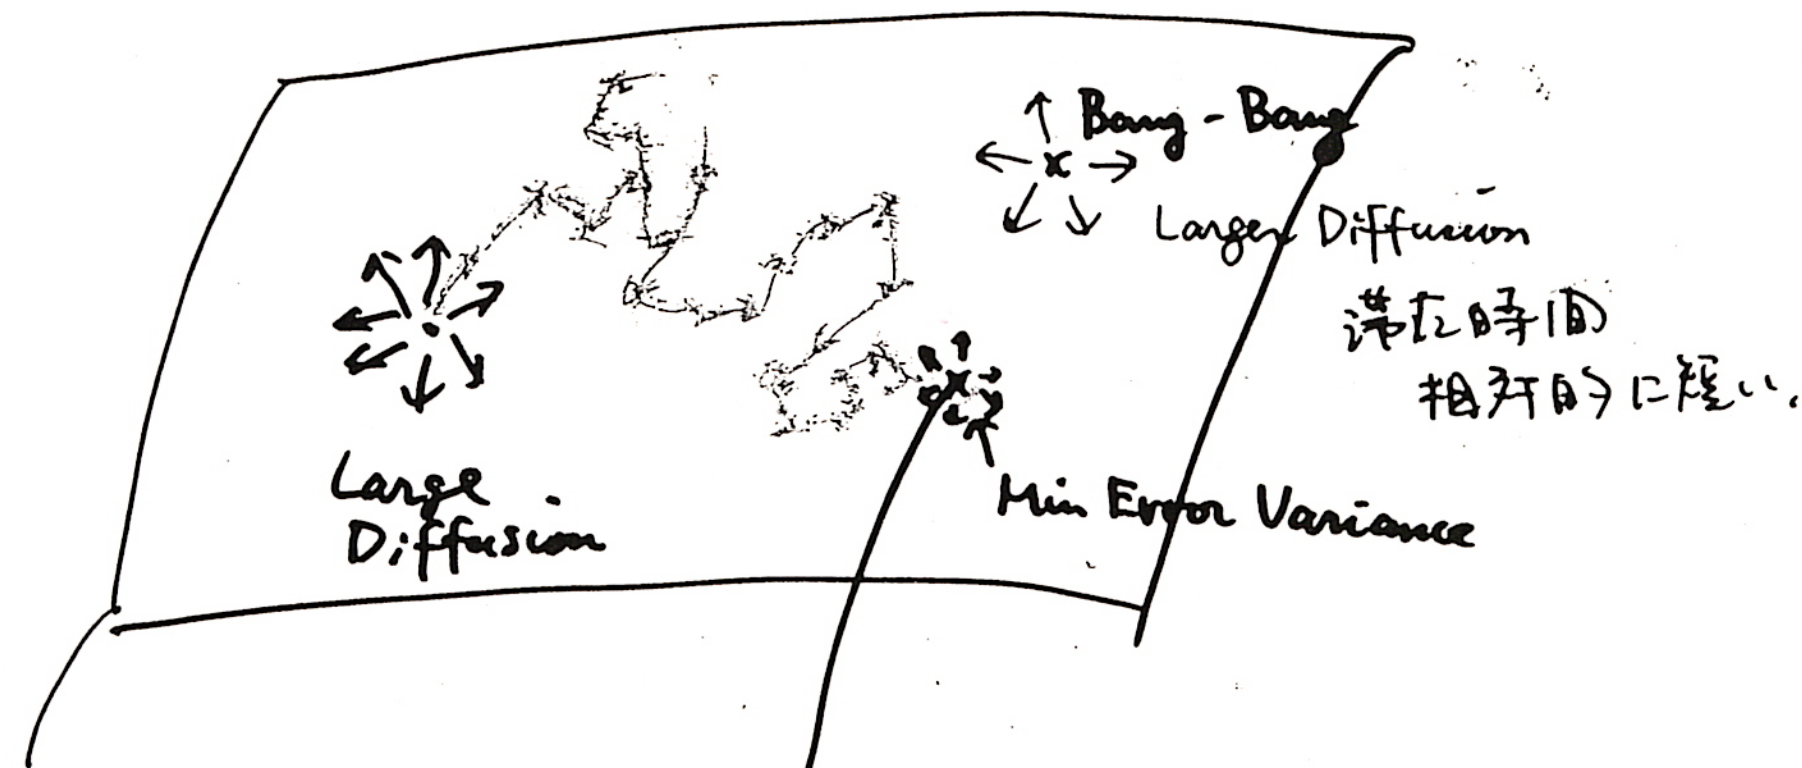 Bang - Bang
Larger Diffusion
滞在時間
相対的に短い.
Large
Diffusion
Min Error Variance